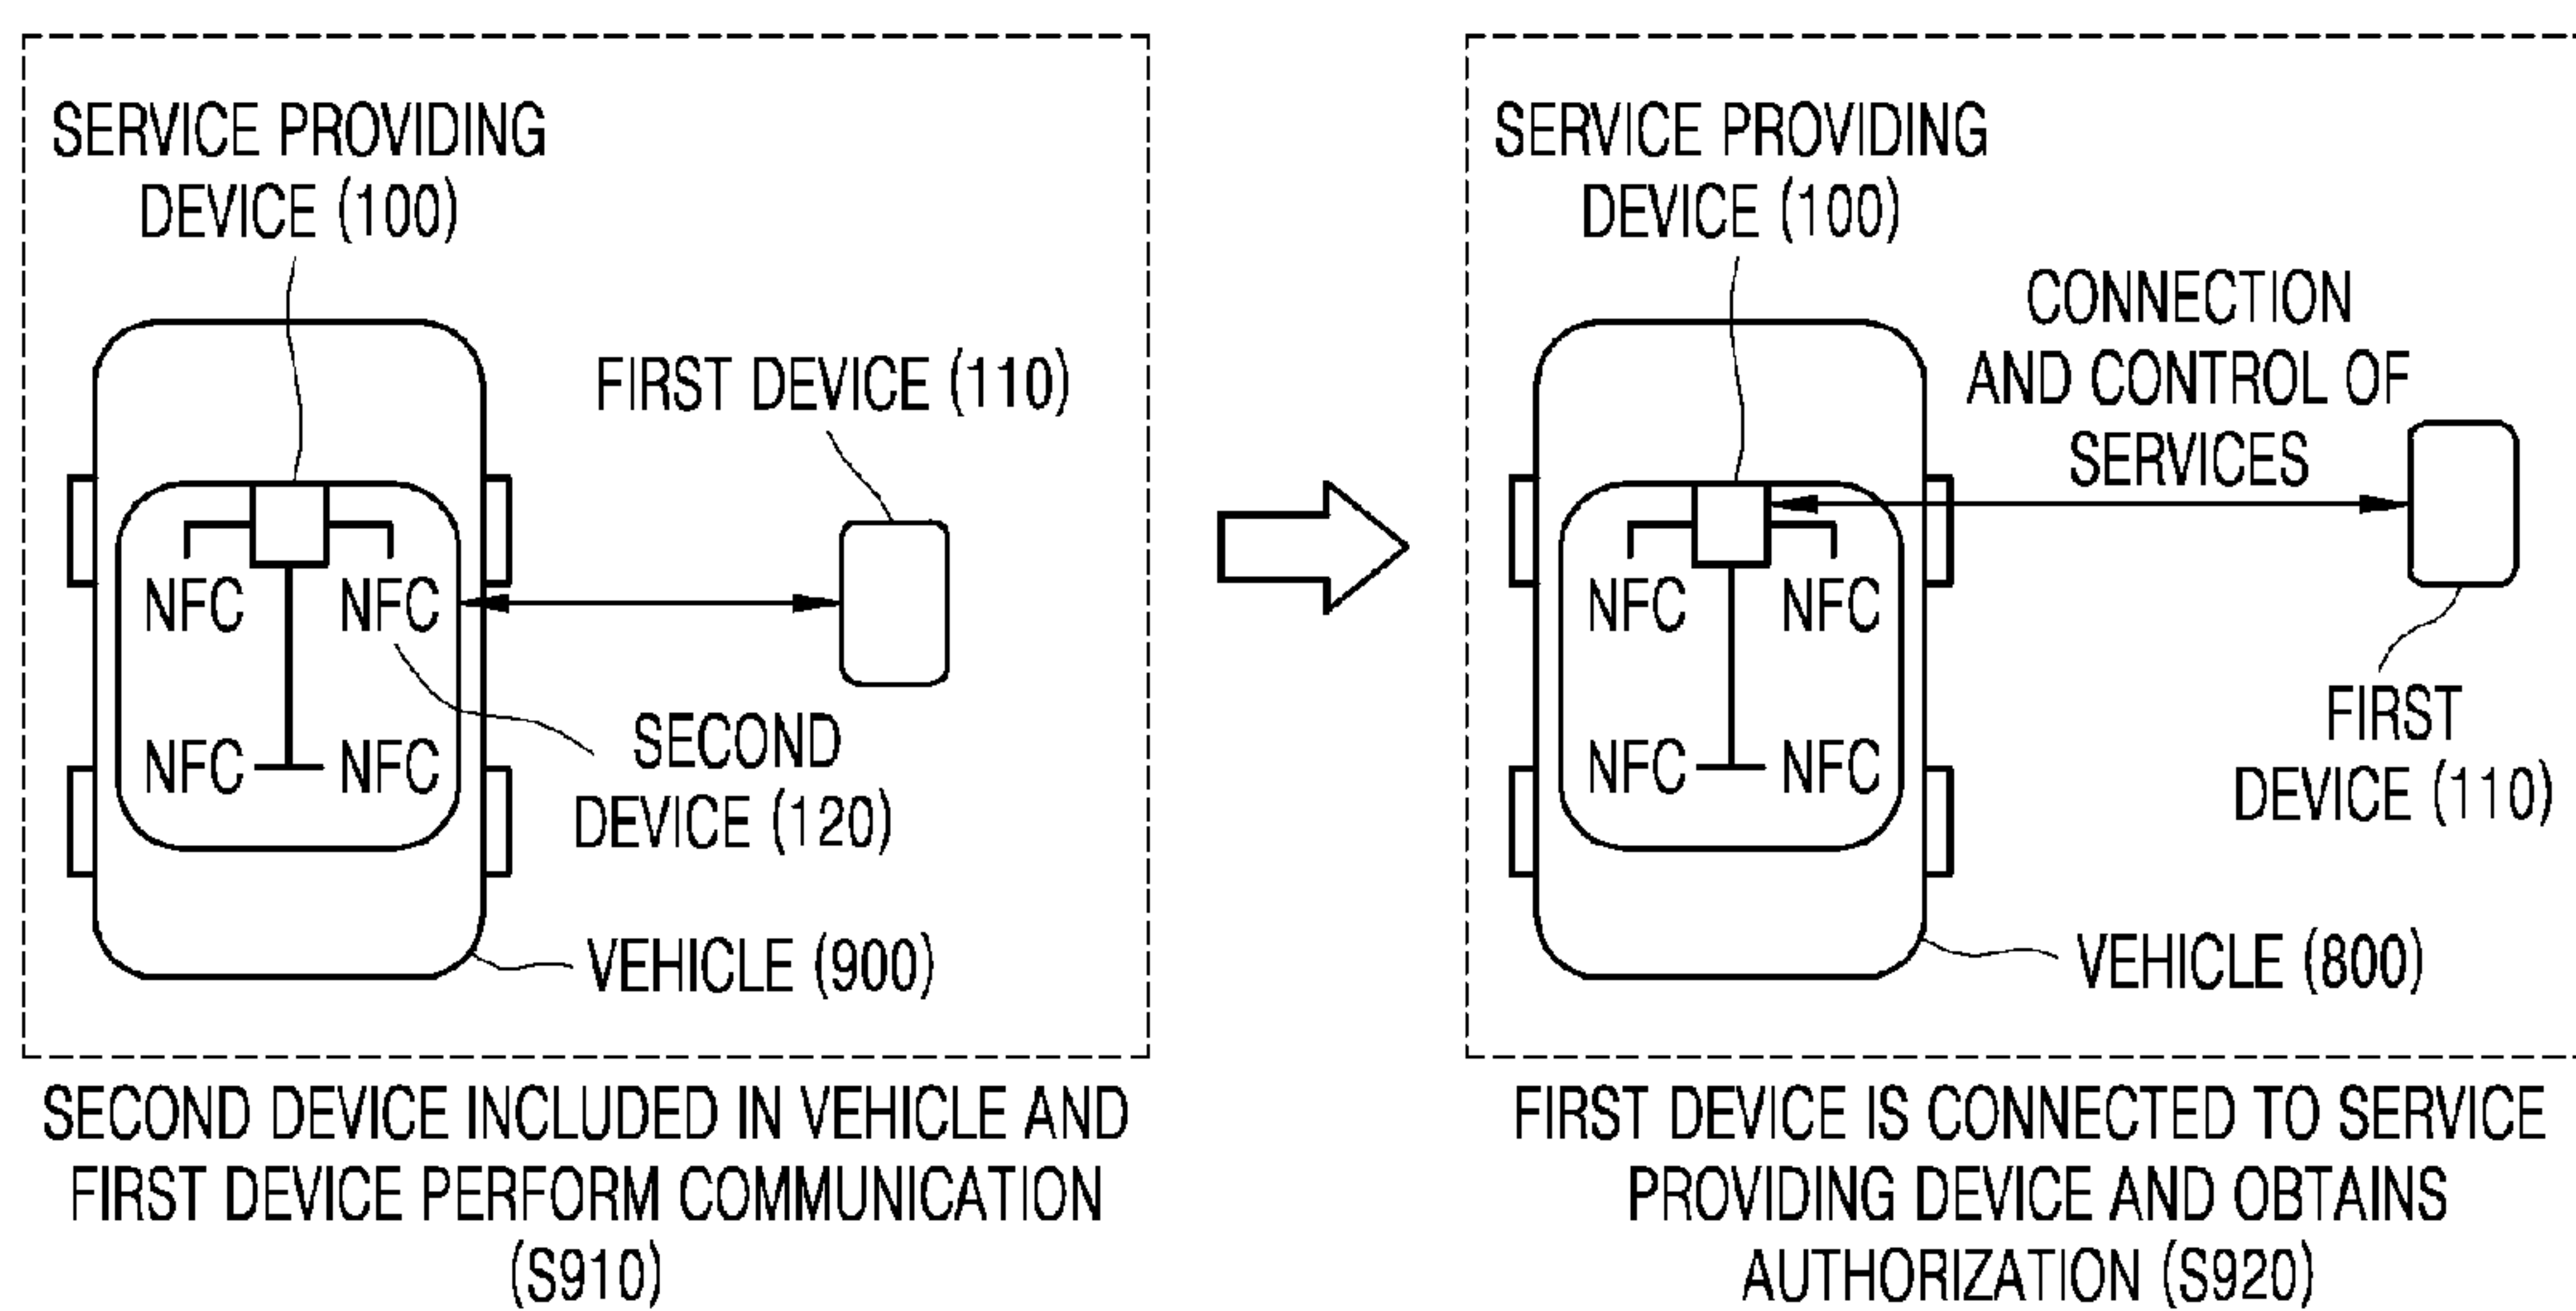 SERVICE PROVIDING
DEVICE (100)
FIRST DEVICE (110)
NFC NFC
SECOND
DEVICE (120)
NFC NFC
VEHICLE (900)
SECOND DEVICE INCLUDED IN VEHICLE AND
FIRST DEVICE PERFORM COMMUNICATION
(S910)
SERVICE PROVIDING
DEVICE (100)
CONNECTION
AND CONTROL OF
SERVICES
NFC NFC
NFC NFC
FIRST
DEVICE (110)
VEHICLE (800)
FIRST DEVICE IS CONNECTED TO SERVICE
PROVIDING DEVICE AND OBTAINS
AUTHORIZATION (S920)